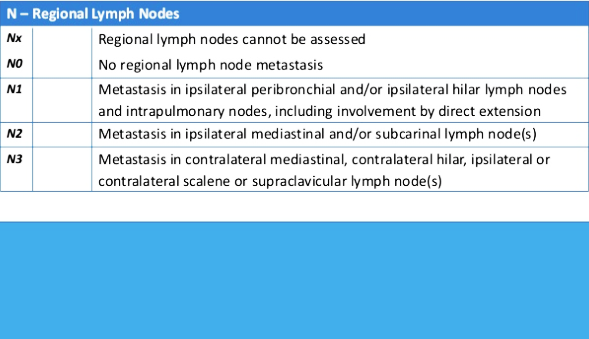 N – Regional Lymph Nodes
Nx Regional lymph nodes cannot be assessed
N0 No regional lymph node metastasis
N1 Metastasis in ipsilateral peribronchial and/or ipsilateral hilar lymph nodes
and intrapulmonary nodes, including involvement by direct extension
N2 Metastasis in ipsilateral mediastinal and/or subcarinal lymph node(s)
N3 Metastasis in contralateral mediastinal, contralateral hilar, ipsilateral or
contralateral scalene or supraclavicular lymph node(s)